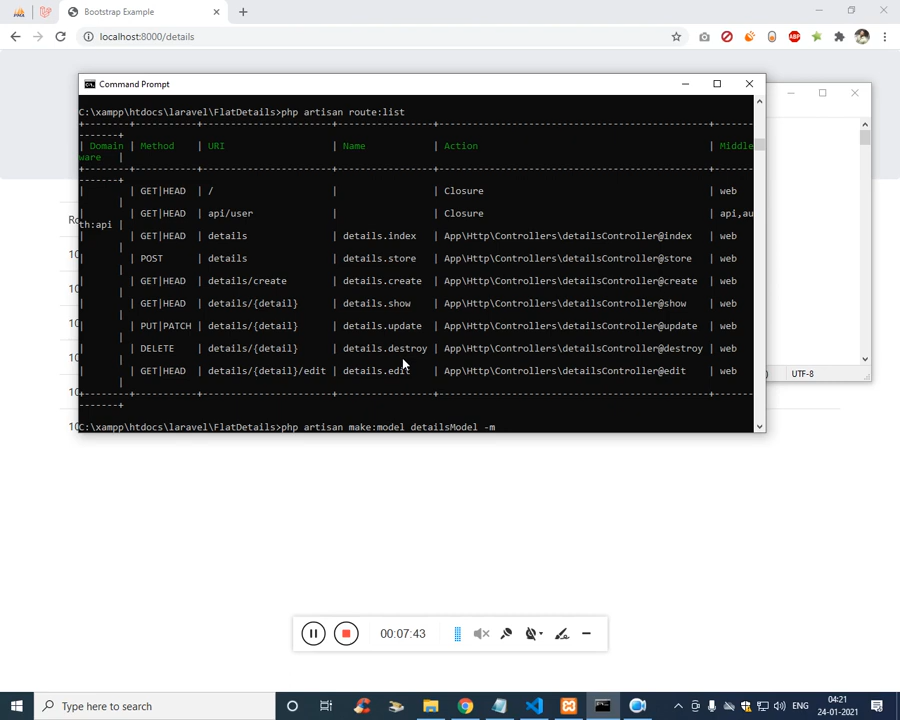 Bootstrap Example
localhost:8000/details
ABP
Command Prompt
C:\xampp\htdocs\laravel\FlatDetails>php artisan route:list
+--------+-----------+-----------------------+-----------------+-----------------------------------------------+---------
-------+
| Domain | Method | URI | Name | Action | Middle
ware |
+--------+-----------+-----------------------+-----------------+-----------------------------------------------+---------
-------+
| | GET|HEAD | / | | Closure | web
|
| | GET|HEAD | api/user | | Closure | api,au
th:api |
| | GET|HEAD | details | details.index | App\Http\Controllers\detailsController@index | web
|
| | POST | details | details.store | App\Http\Controllers\detailsController@store | web
|
| | GET|HEAD | details/create | details.create | App\Http\Controllers\detailsController@create | web
|
| | GET|HEAD | details/{detail} | details.show | App\Http\Controllers\detailsController@show | web
|
| | PUT|PATCH | details/{detail} | details.update | App\Http\Controllers\detailsController@update | web
|
| | DELETE | details/{detail} | details.destroy | App\Http\Controllers\detailsController@destroy | web
|
| | GET|HEAD | details/{detail}/edit | details.edit | App\Http\Controllers\detailsController@edit | web
|
+--------+-----------+-----------------------+-----------------+-----------------------------------------------+---------
-------+
C:\xampp\htdocs\laravel\FlatDetails>php artisan make:model detailsModel -m
) UTF-8
00:07:43
Type here to search
ENG
04:21
24-01-2021